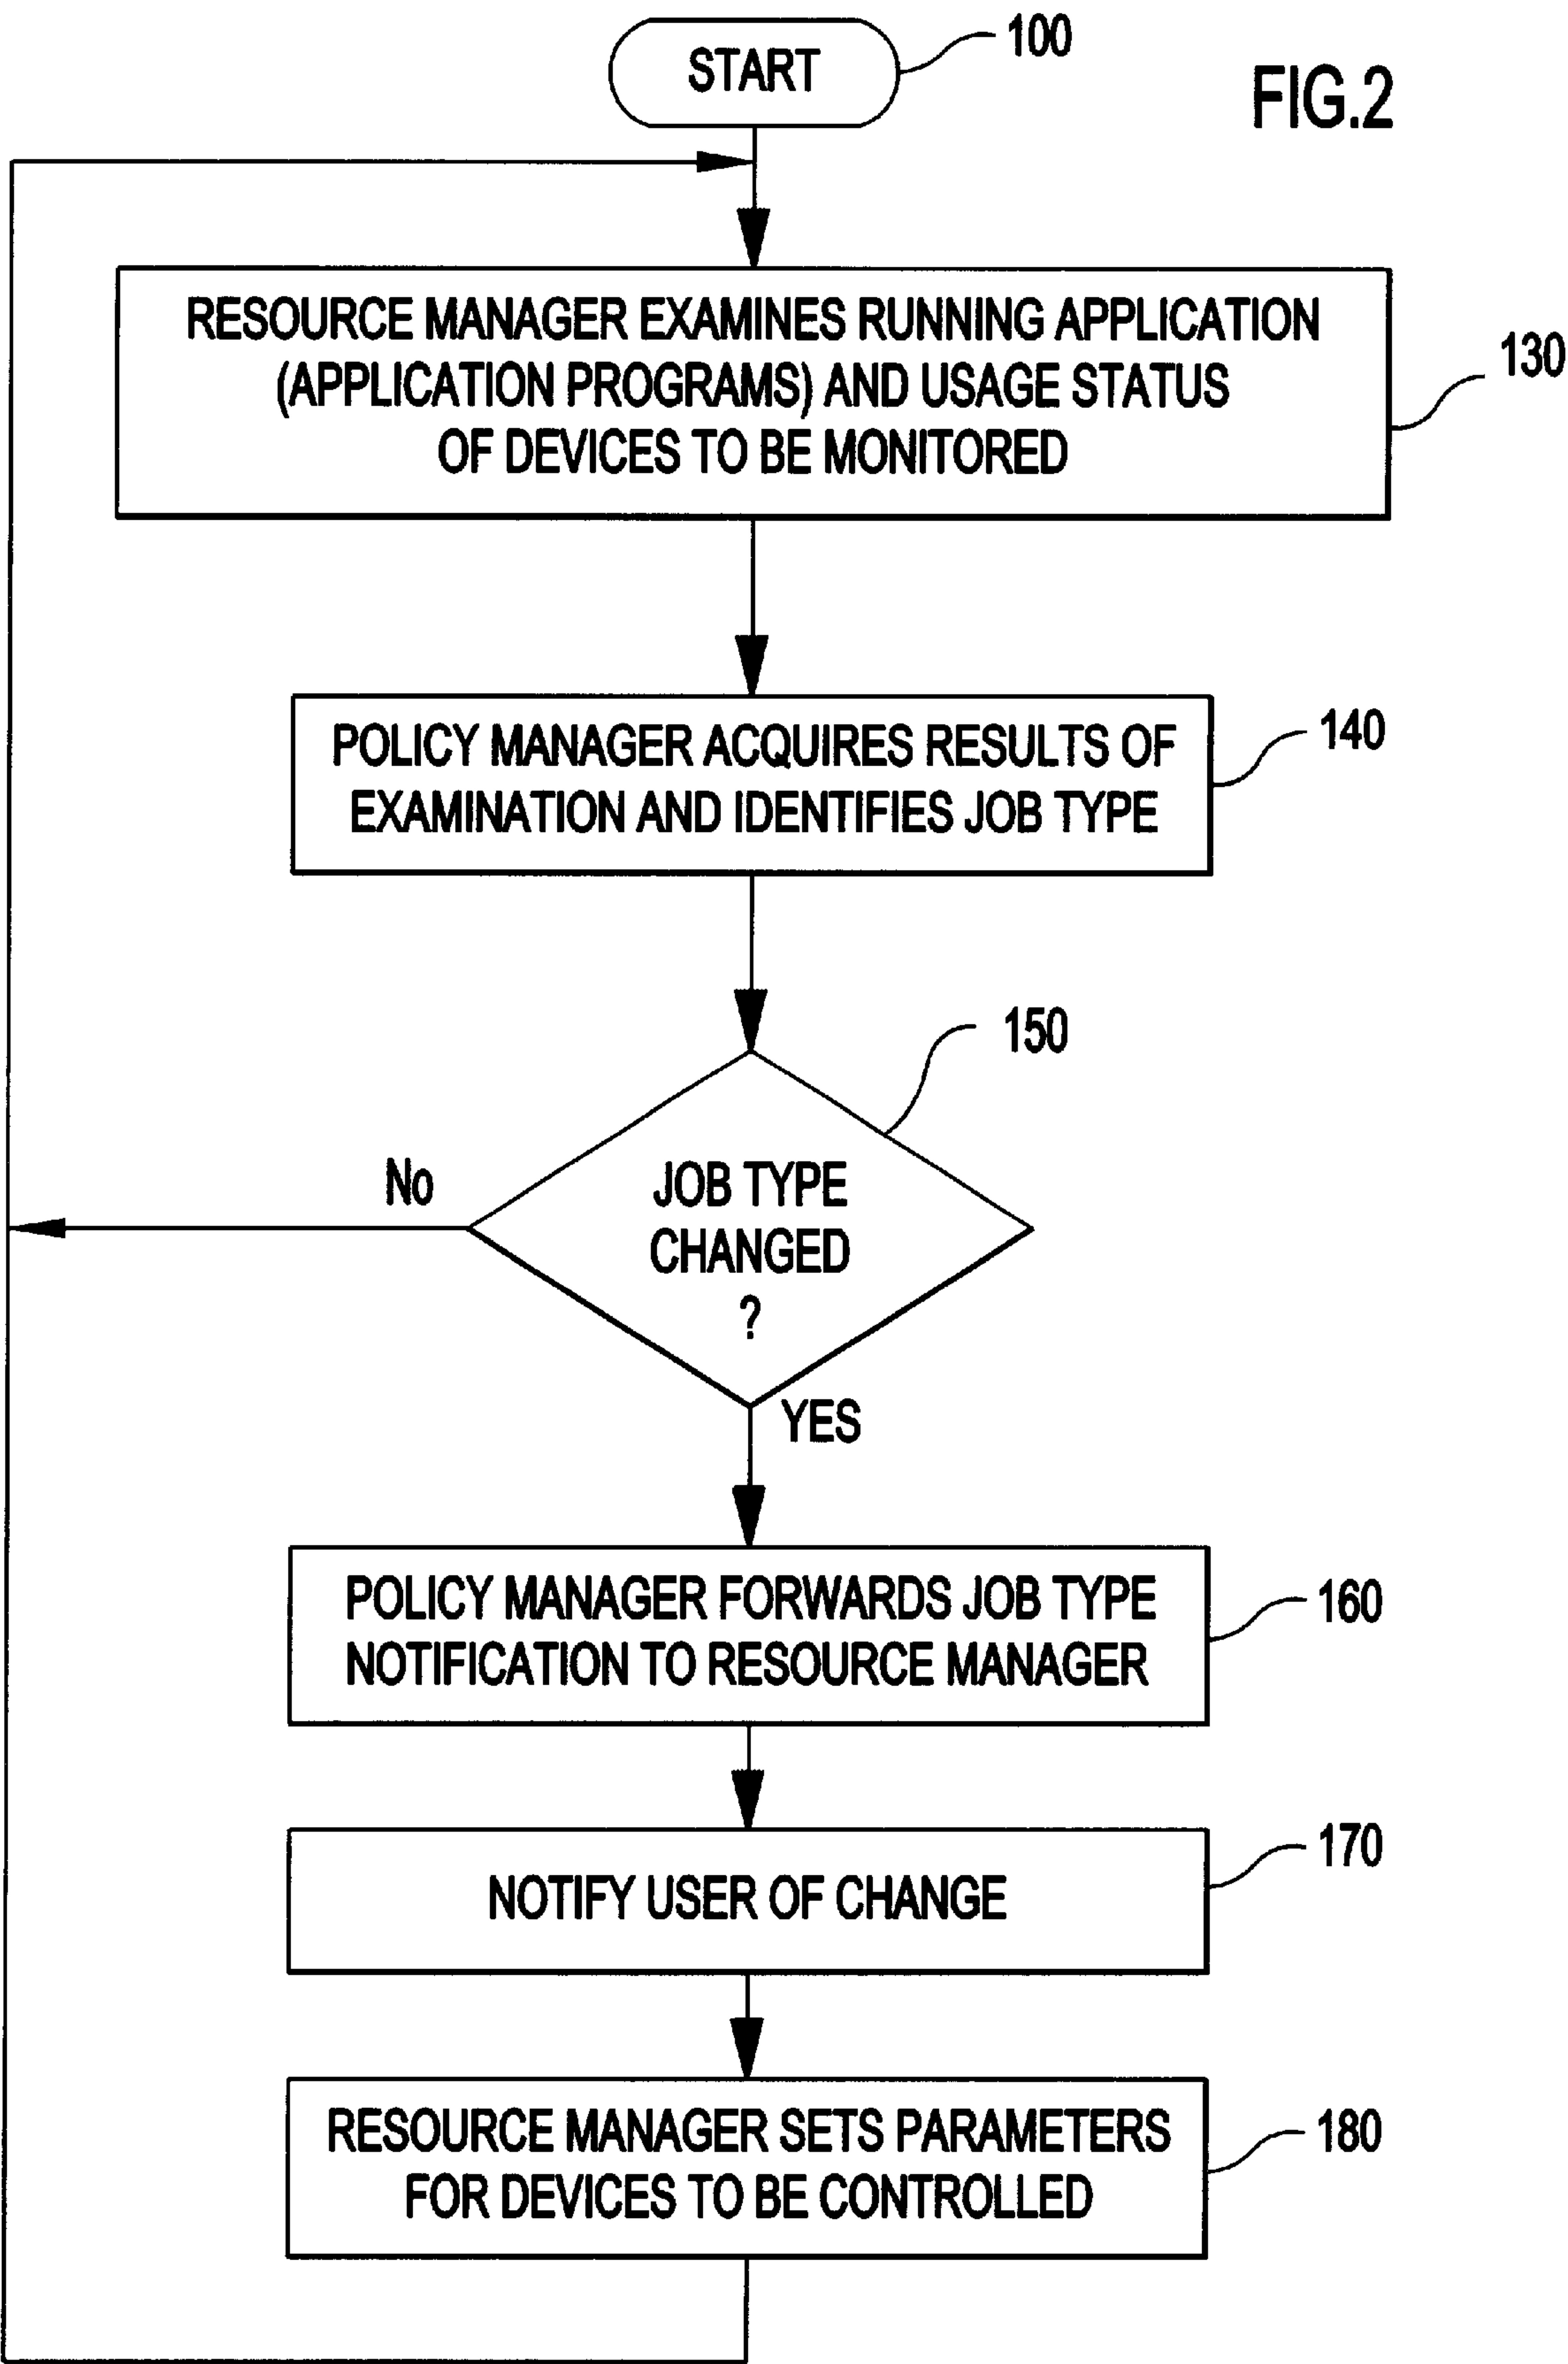 START
100
FIG.2
RESOURCE MANAGER EXAMINES RUNNING APPLICATION
(APPLICATION PROGRAMS) AND USAGE STATUS
OF DEVICES TO BE MONITORED
130
POLICY MANAGER ACQUIRES RESULTS OF
EXAMINATION AND IDENTIFIES JOB TYPE
140
150
No
JOB TYPE
CHANGED
?
YES
POLICY MANAGER FORWARDS JOB TYPE
NOTIFICATION TO RESOURCE MANAGER
160
NOTIFY USER OF CHANGE
170
RESOURCE MANAGER SETS PARAMETERS
FOR DEVICES TO BE CONTROLLED
180